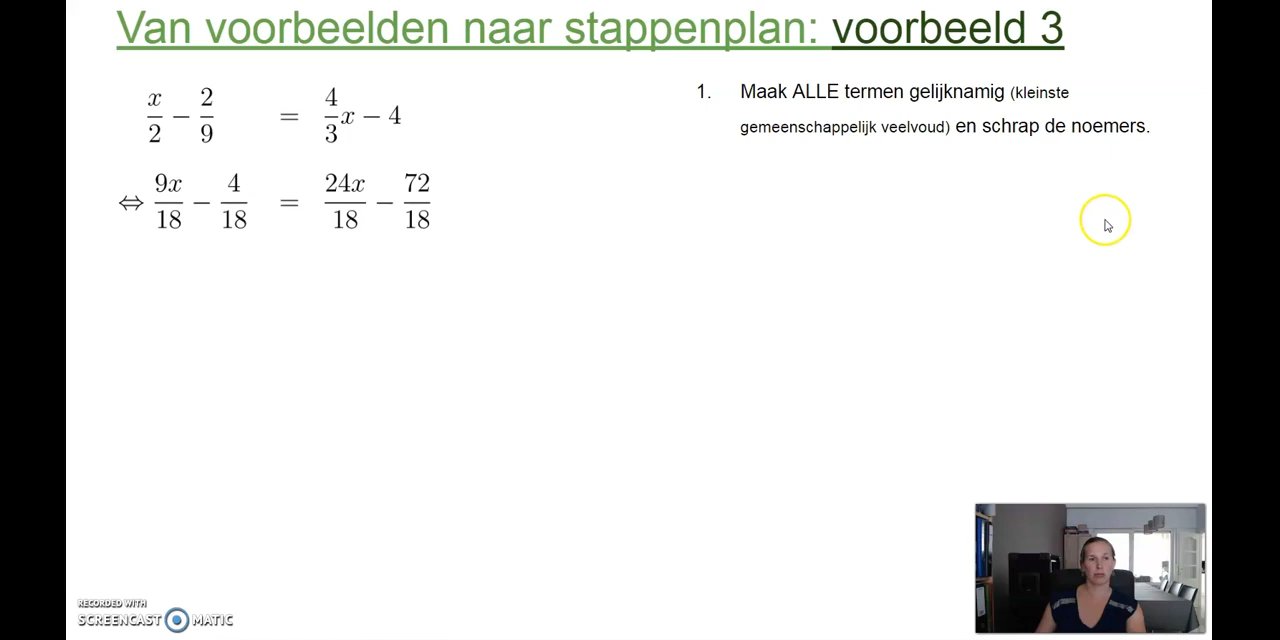 Van voorbeelden naar stappenplan: voorbeeld 3
x/2 − 2/9 = 4/3 x − 4
1. Maak ALLE termen gelijknamig (kleinste
gemeenschappelijk veelvoud) en schrap de noemers.
⇔ 9x/18 − 4/18 = 24x/18 − 72/18
RECORDED WITH
SCREENCAST MATIC